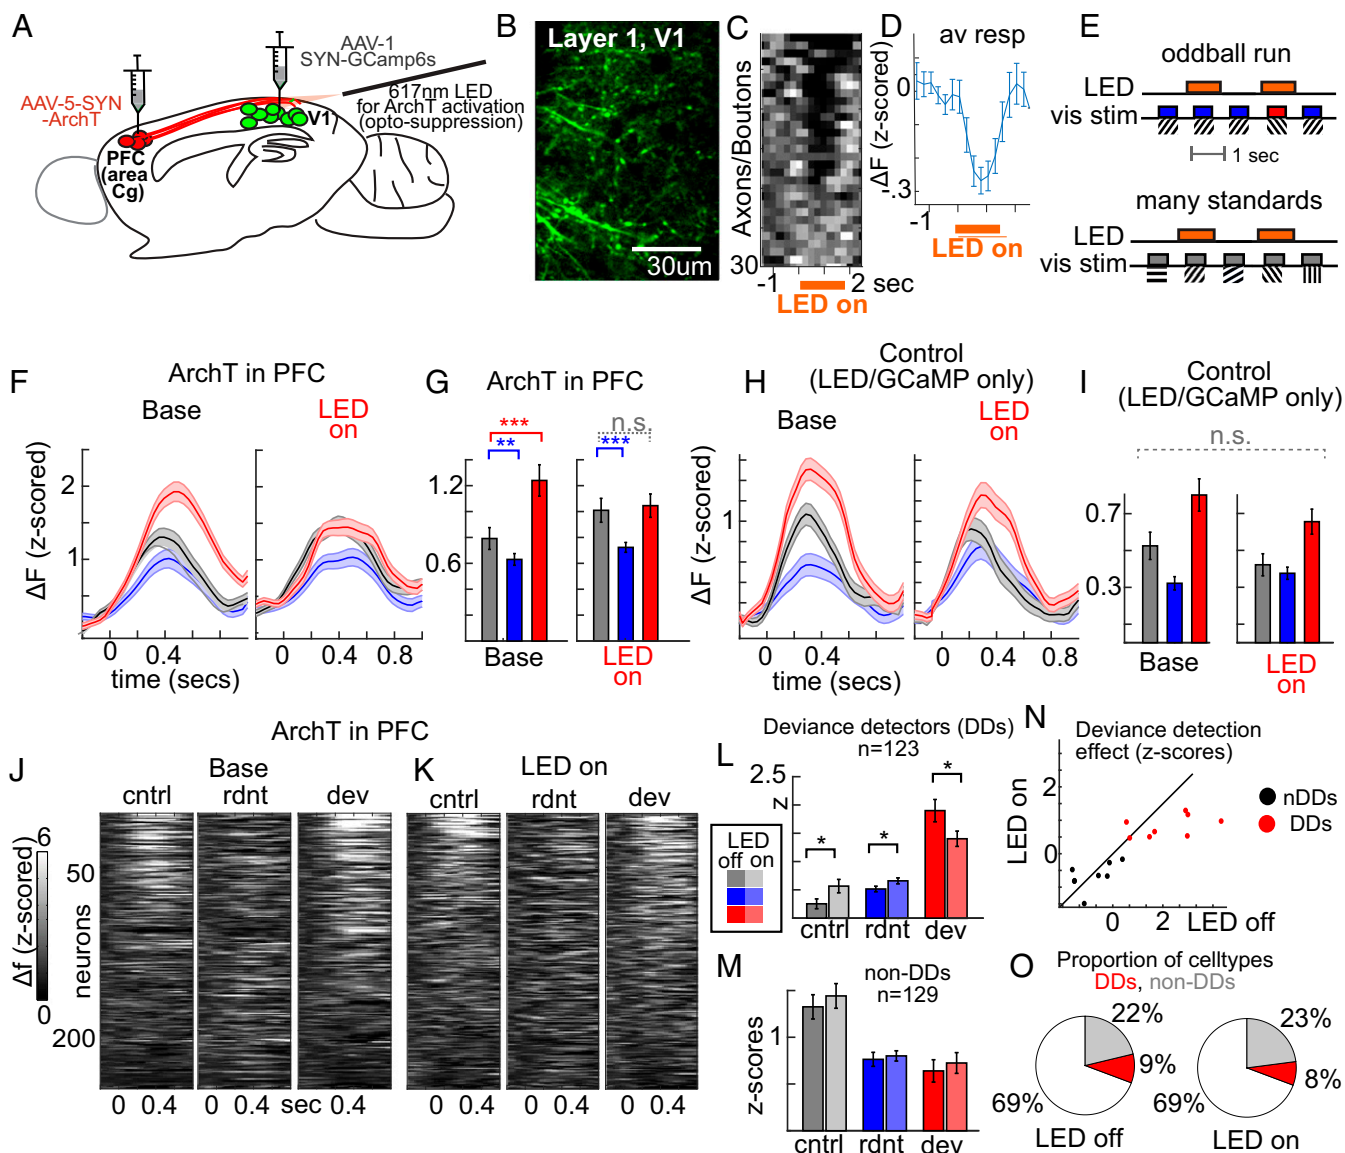 A
AAV-1
SYN-GCamp6s
AAV-5-SYN
-ArchT
617nm LED
for ArchT activation
(opto-suppression)
V1
PFC
(area
Cg)
B
Layer 1, V1
30um
C
Axons/Boutons
30
-1
2 sec
LED on
D
av resp
ΔF (z-scored)
0
-.3
-1
LED on
E
oddball run
LED
vis stim
1 sec
many standards
LED
vis stim
F
ArchT in PFC
Base
LED
on
ΔF (z-scored)
2
1
0 0.4
0 0.4 0.8
time (secs)
G
ArchT in PFC
***
**
n.s.
***
1.2
0.6
Base
LED
on
H
Control
(LED/GCaMP only)
Base
LED
on
ΔF (z-scored)
1
0 0.4
0 0.4 0.8
time (secs)
I
Control
(LED/GCaMP only)
n.s.
0.7
0.3
Base
LED
on
ArchT in PFC
J
Base
cntrl rdnt dev
Δf (z-scored)
6
0
neurons
50
200
0 0.4 0 0.4 sec 0.4
K
LED on
cntrl rdnt dev
0 0.4 0 0.4 0 0.4
L
Deviance detectors (DDs)
n=123
2.5
z
* * *
LED
off on
cntrl rdnt dev
M
non-DDs
n=129
z-scores
1
cntrl rdnt dev
N
Deviance detection
effect (z-scores)
LED on
2
0
0 2 LED off
nDDs
DDs
O
Proportion of celltypes
DDs, non-DDs
22%
9%
69%
LED off
23%
8%
69%
LED on